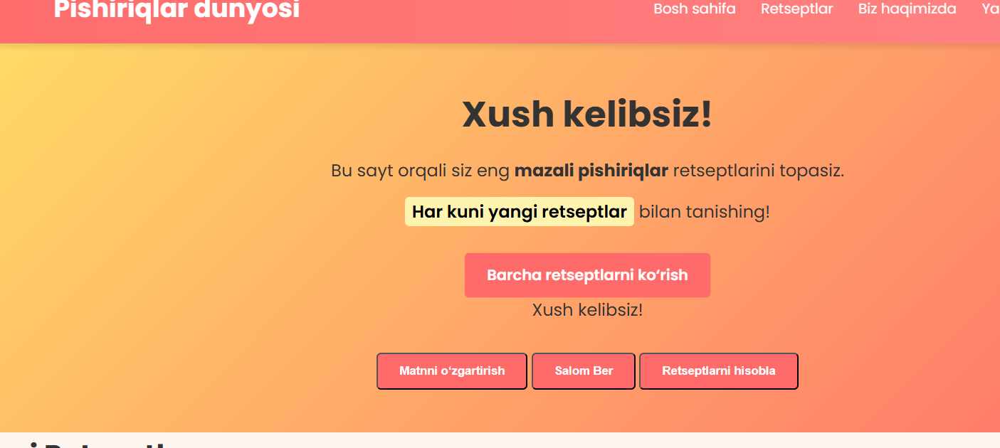 Pishiriqlar dunyosi
Bosh sahifa Retseptlar Biz haqimizda
Xush kelibsiz!
Bu sayt orqali siz eng mazali pishiriqlar retseptlarini topasiz.
Har kuni yangi retseptlar bilan tanishing!
Barcha retseptlarni ko‘rish
Xush kelibsiz!
Matnni o‘zgartirish Salom Ber Retseptlarni hisobla